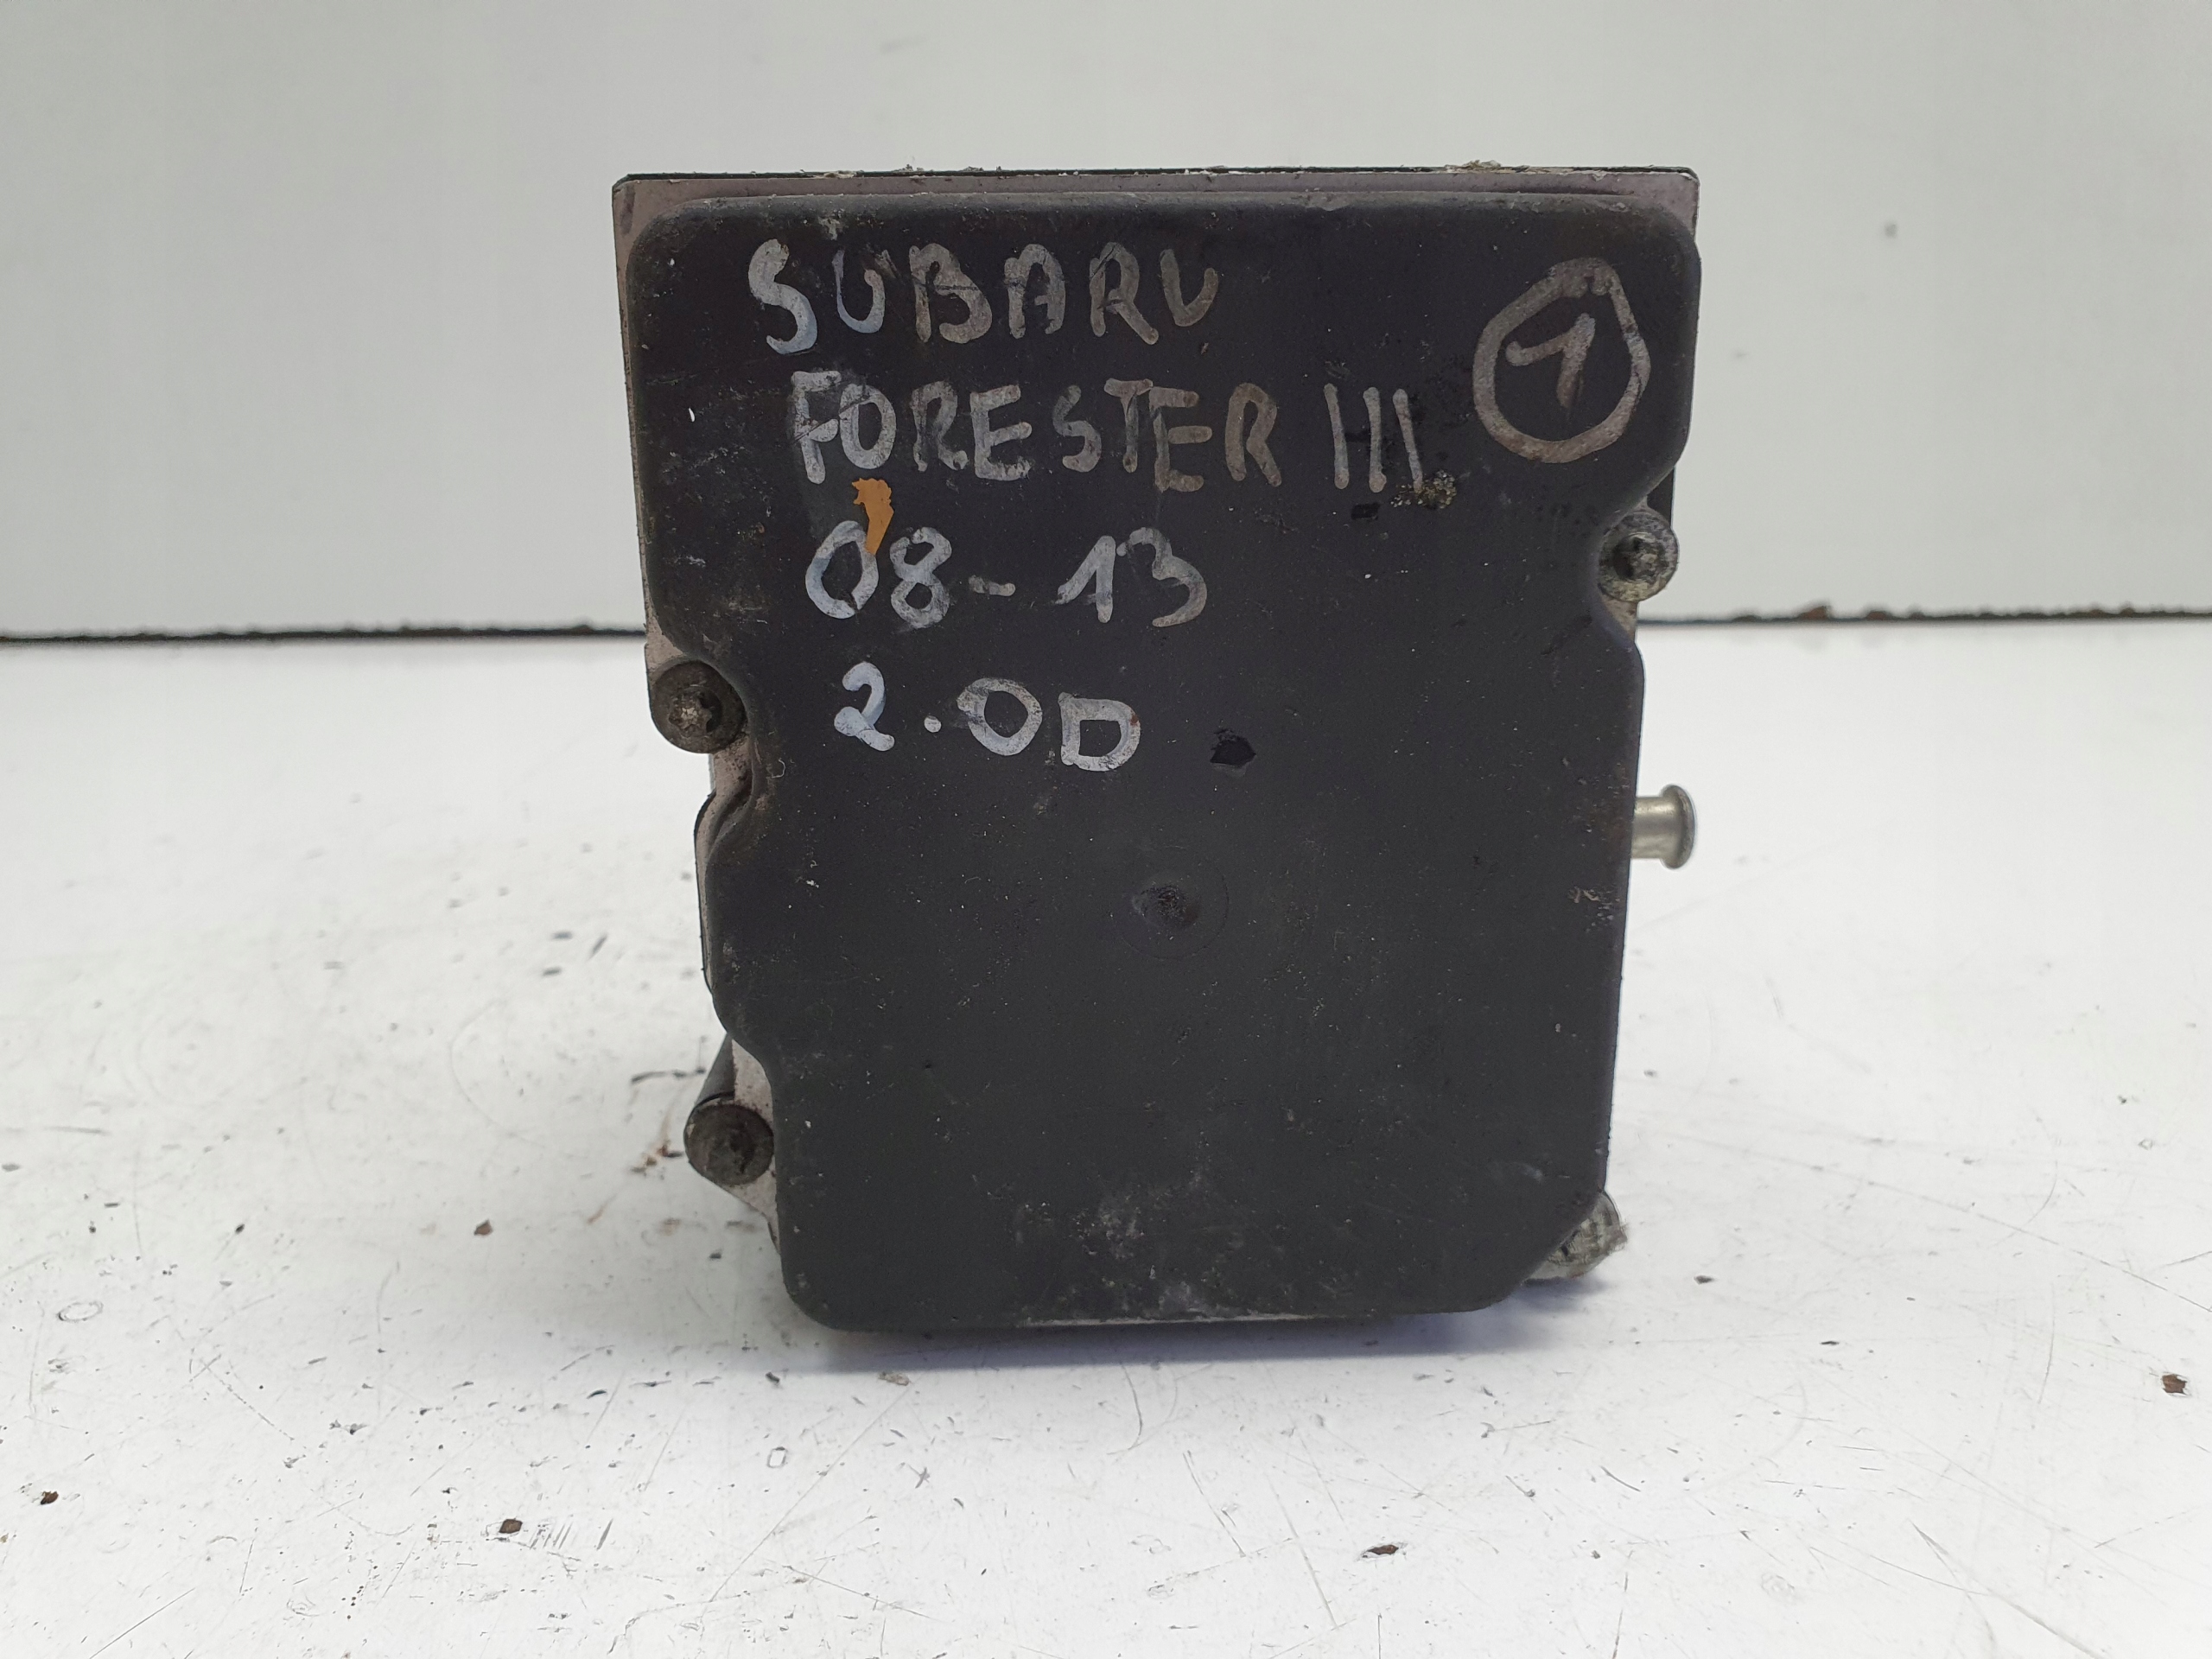 SUBARU
FORESTER III
1
08-13
2.0D